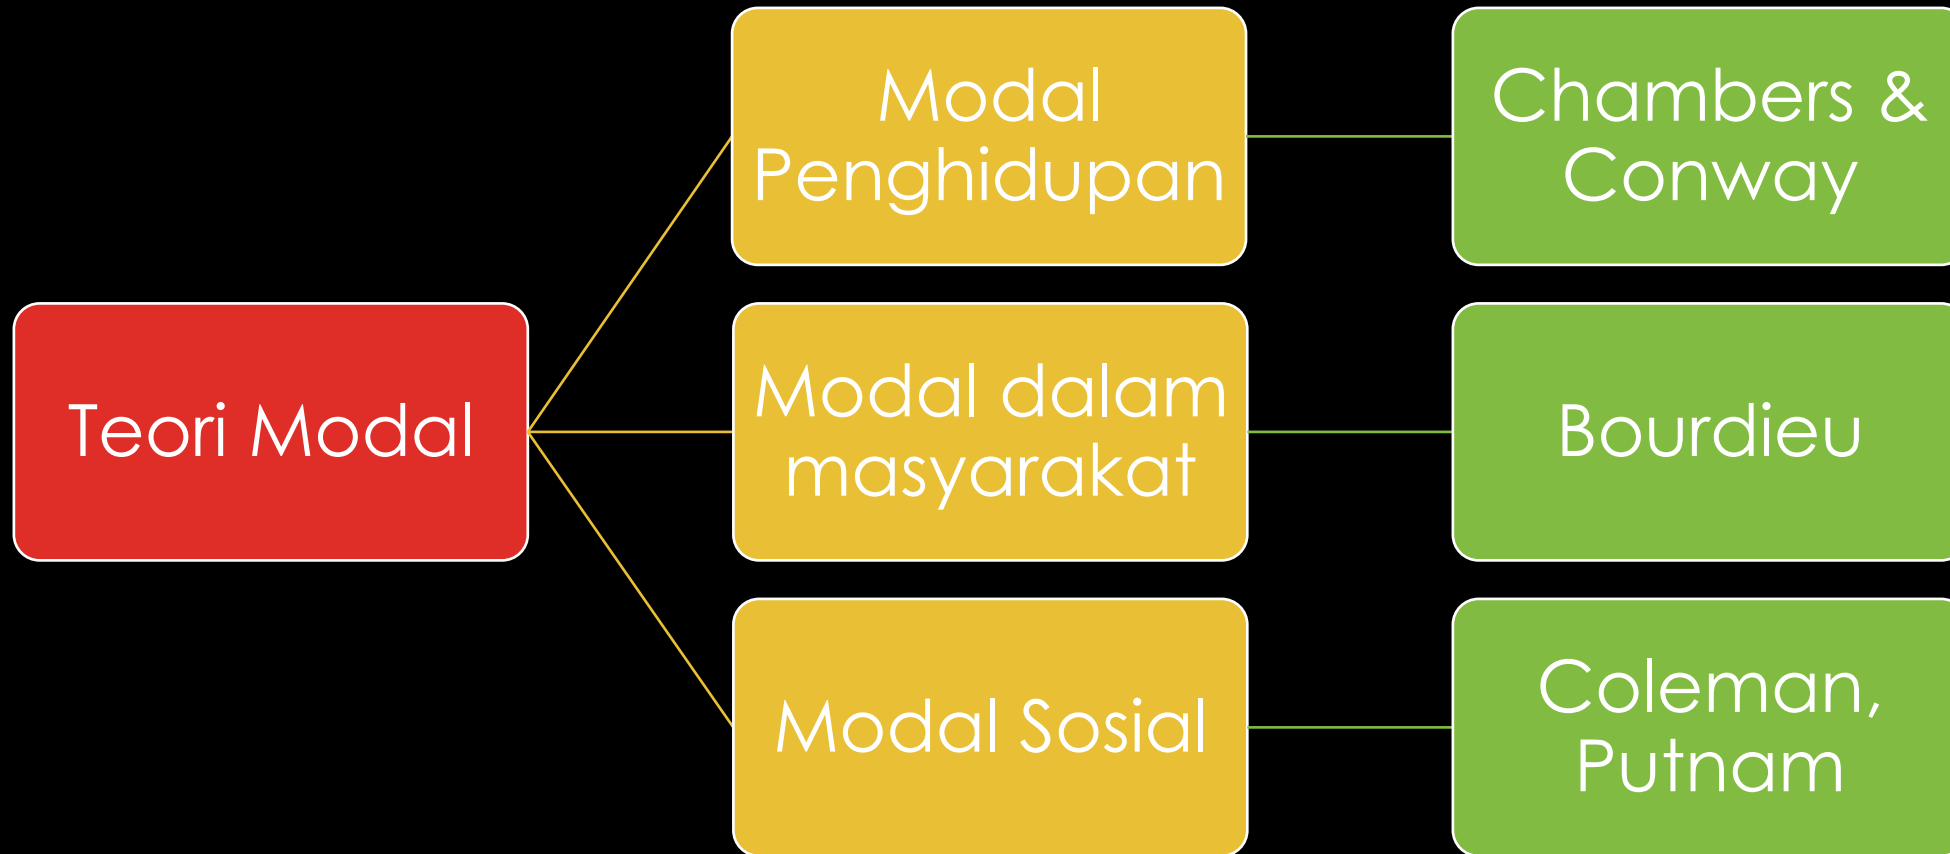 Teori Modal
Modal
Penghidupan
Chambers &
Conway
Modal dalam
masyarakat
Bourdieu
Modal Sosial
Coleman,
Putnam